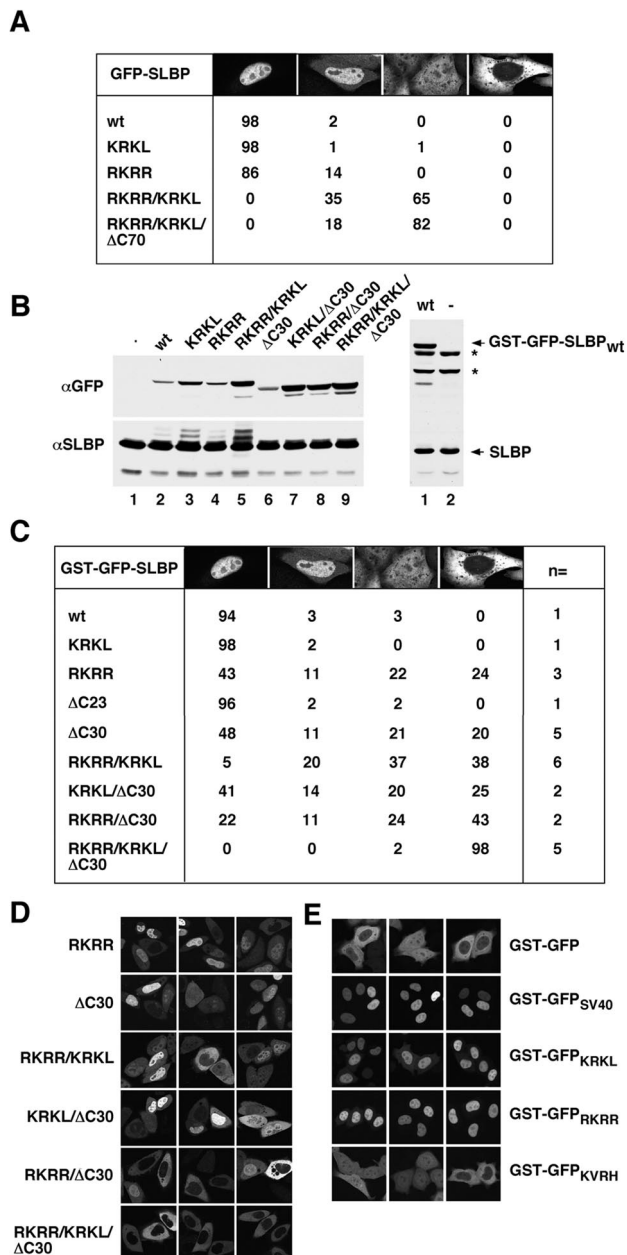 A
GFP-SLBP
wt 98 2 0 0
KRKL 98 1 1 0
RKRR 86 14 0 0
RKRR/KRKL 0 35 65 0
RKRR/KRKL/
ΔC70 0 18 82 0
B
- wt KRKL RKRR RKRR/KRKL ΔC30 KRKL/ΔC30 RKRR/ΔC30 RKRR/KRKL/
ΔC30
wt -
αGFP
αSLBP
GST-GFP-SLBPwt
*
*
SLBP
1 2 3 4 5 6 7 8 9
1 2
C
GST-GFP-SLBP n=
wt 94 3 3 0 1
KRKL 98 2 0 0 1
RKRR 43 11 22 24 3
ΔC23 96 2 2 0 1
ΔC30 48 11 21 20 5
RKRR/KRKL 5 20 37 38 6
KRKL/ΔC30 41 14 20 25 2
RKRR/ΔC30 22 11 24 43 2
RKRR/KRKL/
ΔC30 0 0 2 98 5
D
RKRR
ΔC30
RKRR/KRKL
KRKL/ΔC30
RKRR/ΔC30
RKRR/KRKL/
ΔC30
E
GST-GFP
GST-GFPSV40
GST-GFPKRKL
GST-GFPRKRR
GST-GFPKVRH